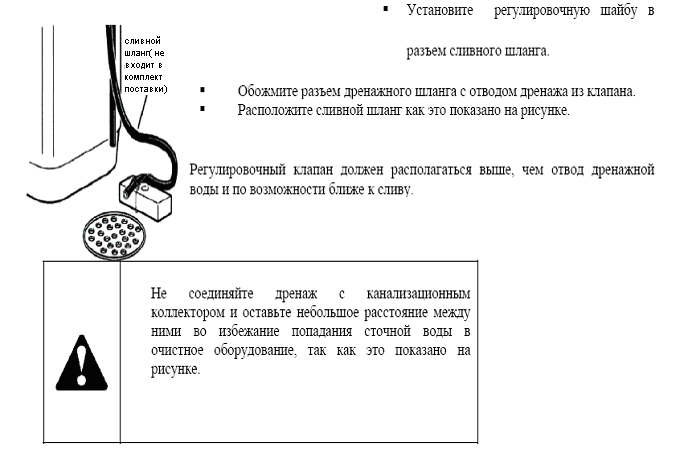 ▪ Установите регулировочную шайбу в
разъем сливного шланга.
сливной
шланг( не
входит в
комплект
поставки)
▪ Обожмите разъем дренажного шланга с отводом дренажа из клапана.
▪ Расположите сливной шланг как это показано на рисунке.
Регулировочный клапан должен располагаться выше, чем отвод дренажной
воды и по возможности ближе к сливу.
Не соединяйте дренаж с канализационным
коллектором и оставьте небольшое расстояние между
ними во избежание попадания сточной воды в
очистное оборудование, так как это показано на
рисунке.